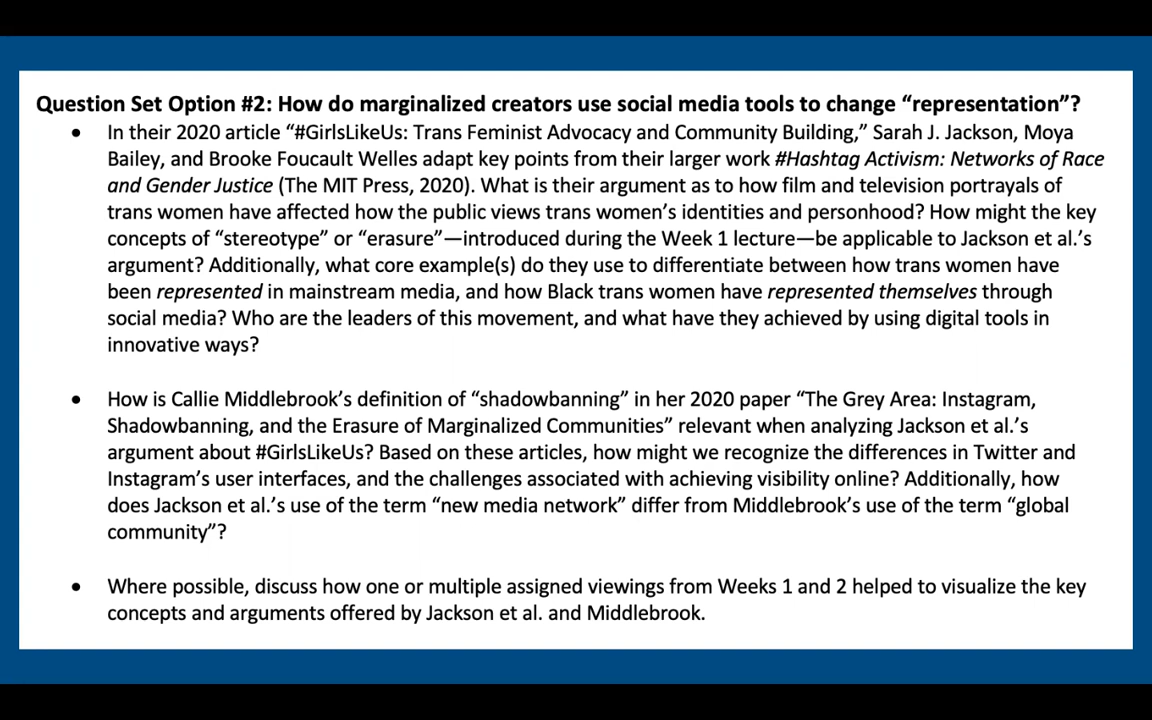 Question Set Option #2: How do marginalized creators use social media tools to change “representation”?
• In their 2020 article “#GirlsLikeUs: Trans Feminist Advocacy and Community Building,” Sarah J. Jackson, Moya
Bailey, and Brooke Foucault Welles adapt key points from their larger work #Hashtag Activism: Networks of Race
and Gender Justice (The MIT Press, 2020). What is their argument as to how film and television portrayals of
trans women have affected how the public views trans women’s identities and personhood? How might the key
concepts of “stereotype” or “erasure”—introduced during the Week 1 lecture—be applicable to Jackson et al.’s
argument? Additionally, what core example(s) do they use to differentiate between how trans women have
been represented in mainstream media, and how Black trans women have represented themselves through
social media? Who are the leaders of this movement, and what have they achieved by using digital tools in
innovative ways?
• How is Callie Middlebrook’s definition of “shadowbanning” in her 2020 paper “The Grey Area: Instagram,
Shadowbanning, and the Erasure of Marginalized Communities” relevant when analyzing Jackson et al.’s
argument about #GirlsLikeUs? Based on these articles, how might we recognize the differences in Twitter and
Instagram’s user interfaces, and the challenges associated with achieving visibility online? Additionally, how
does Jackson et al.’s use of the term “new media network” differ from Middlebrook’s use of the term “global
community”?
• Where possible, discuss how one or multiple assigned viewings from Weeks 1 and 2 helped to visualize the key
concepts and arguments offered by Jackson et al. and Middlebrook.